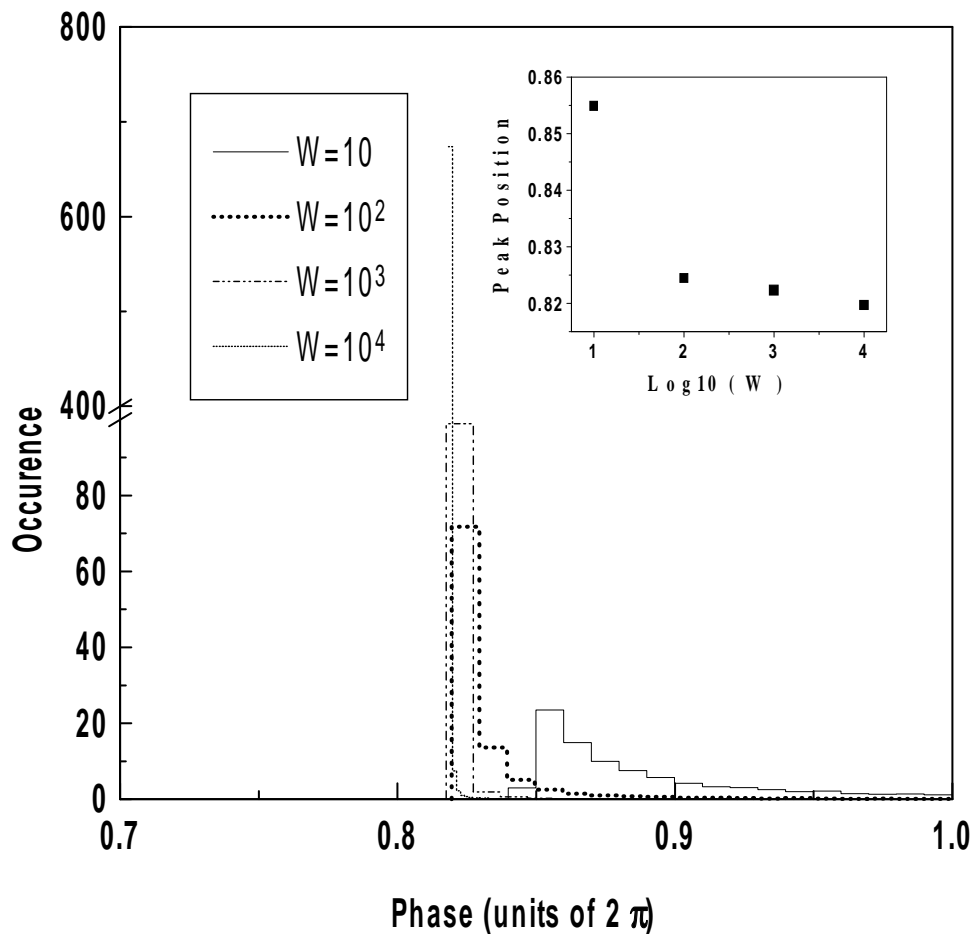 800
600
400
80
60
40
20
0
Occurence
W=10
W=10²
W=10³
W=10⁴
0.86
0.85
0.84
0.83
0.82
Peak Position
1 2 3 4
Log10 ( W )
0.7 0.8 0.9 1.0
Phase (units of 2 π)